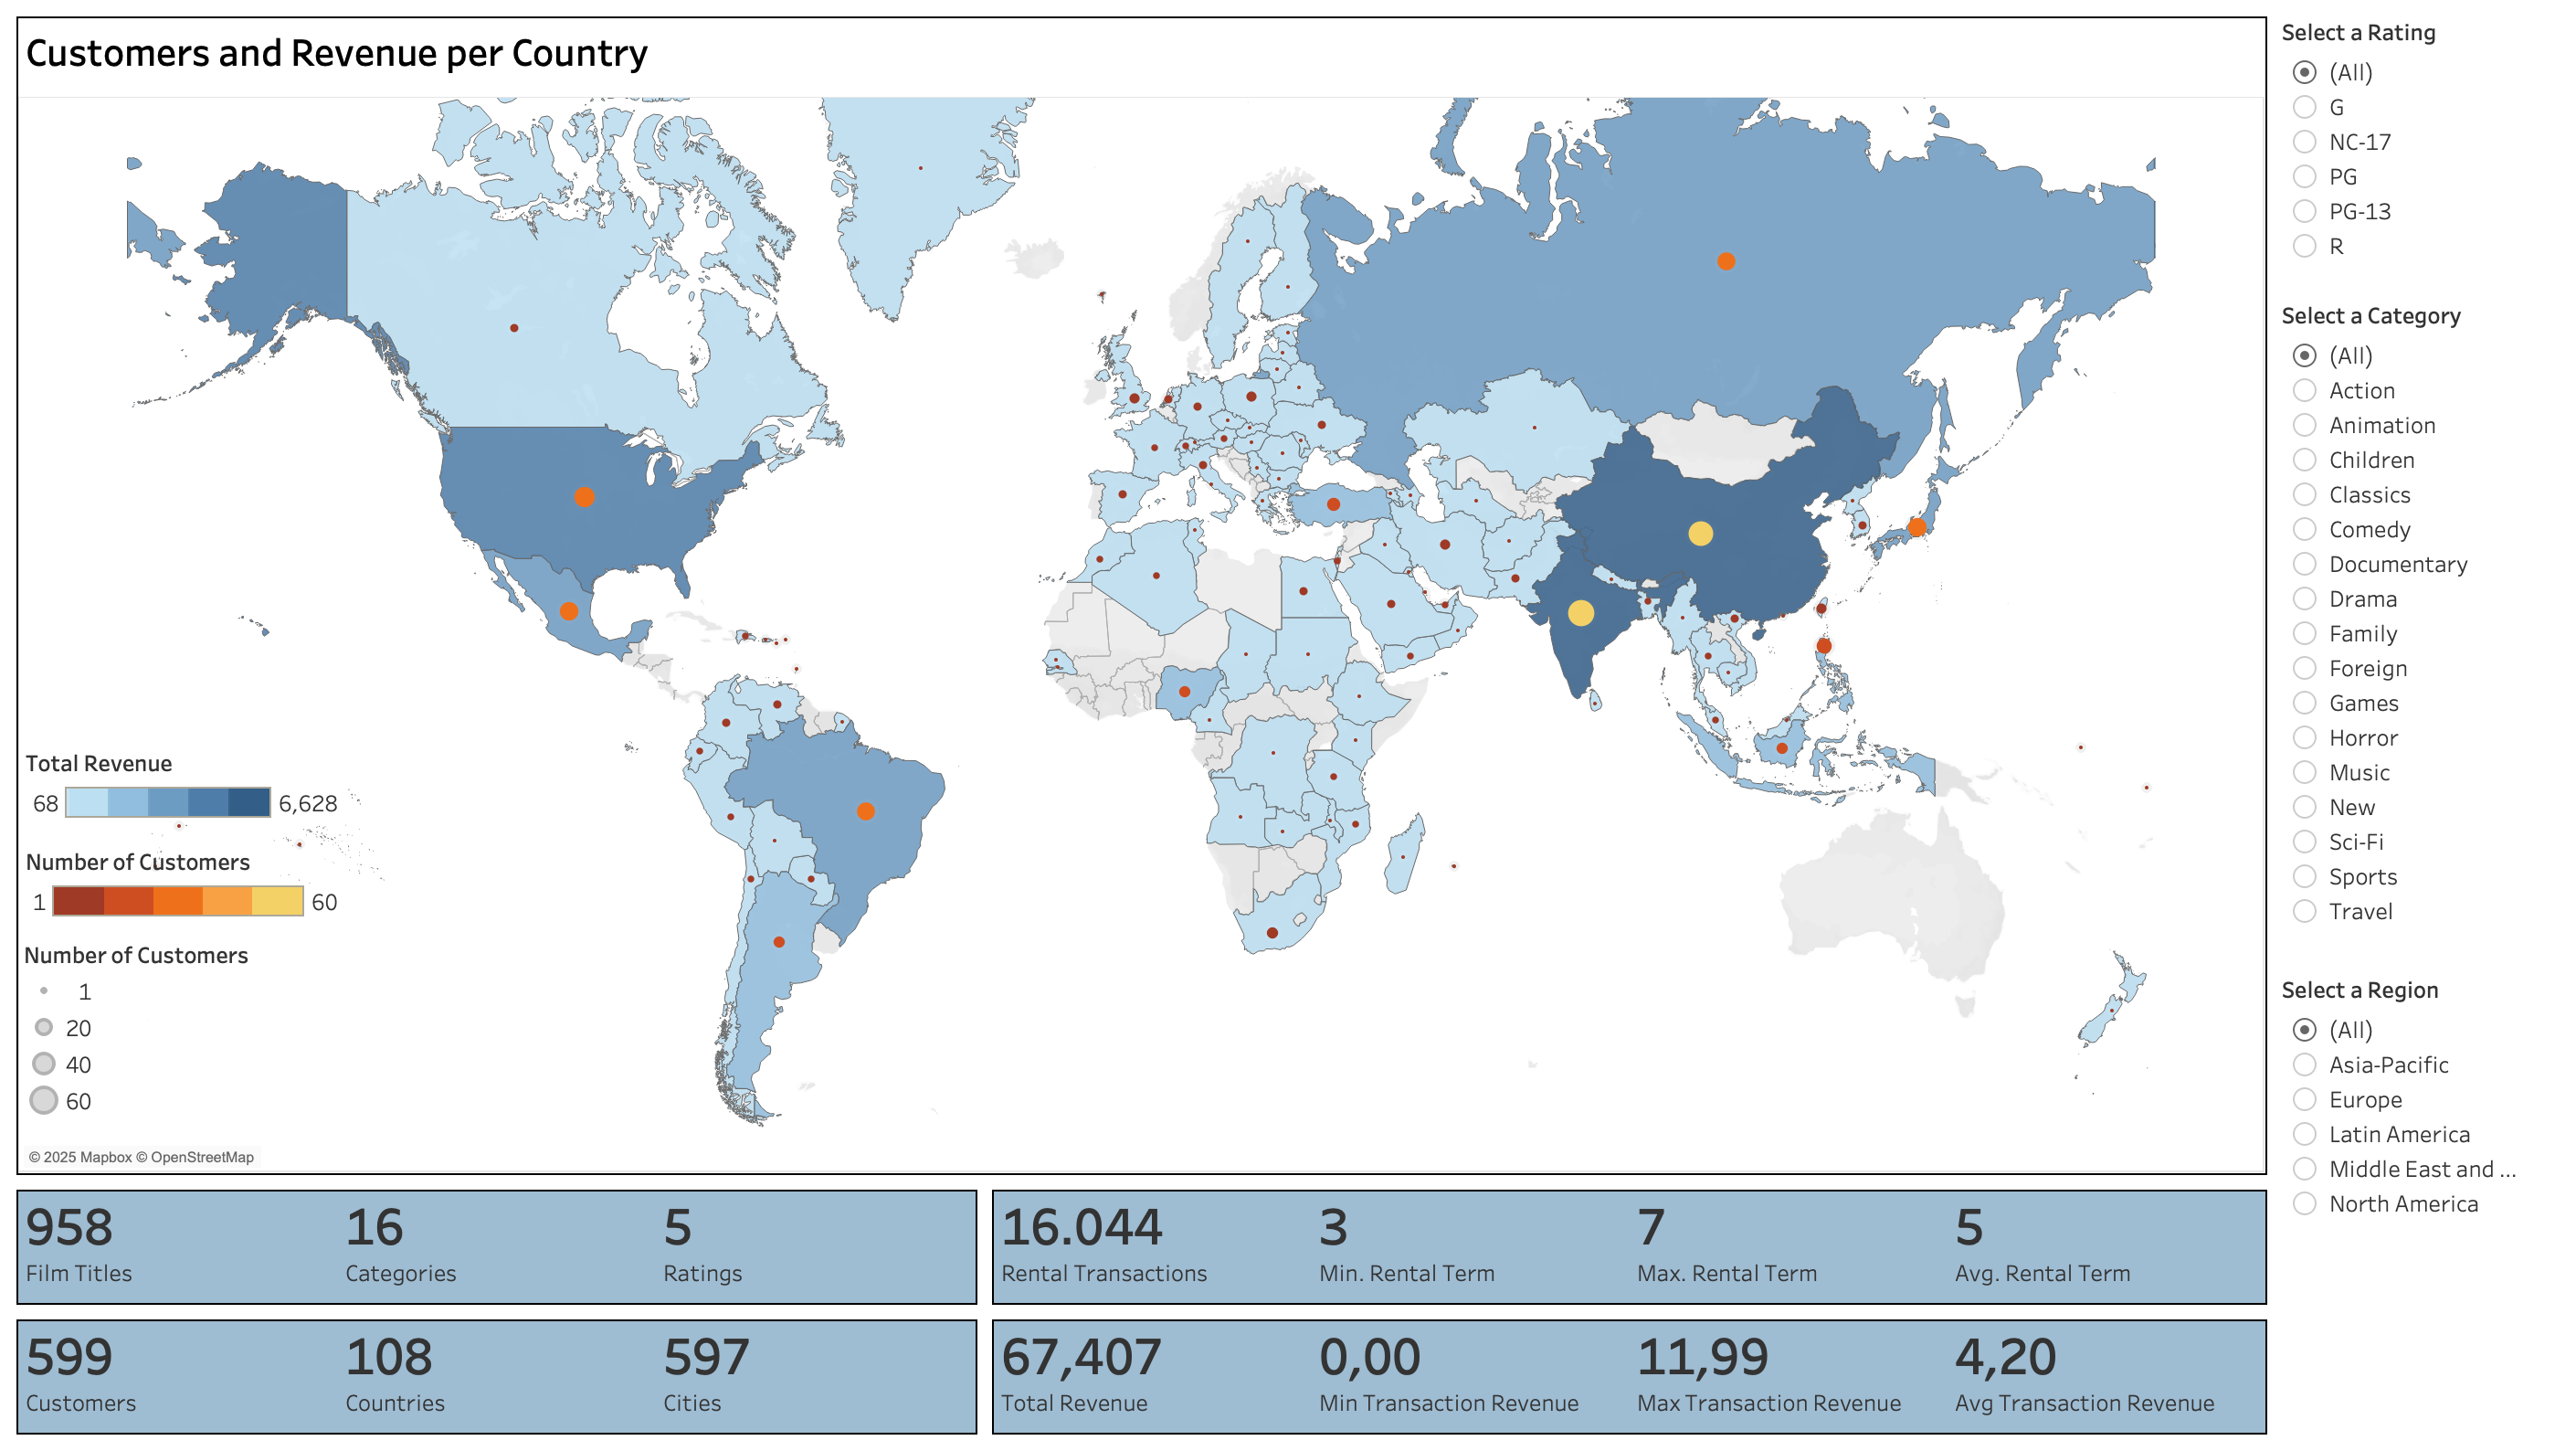 Customers and Revenue per Country
Total Revenue
68 6,628
Number of Customers
1 60
Number of Customers
1
20
40
60
© 2025 Mapbox © OpenStreetMap
Select a Rating
(All)
G
NC-17
PG
PG-13
R
Select a Category
(All)
Action
Animation
Children
Classics
Comedy
Documentary
Drama
Family
Foreign
Games
Horror
Music
New
Sci-Fi
Sports
Travel
Select a Region
(All)
Asia-Pacific
Europe
Latin America
Middle East and ...
North America
958 16 5
Film Titles Categories Ratings
16.044 3 7 5
Rental Transactions Min. Rental Term Max. Rental Term Avg. Rental Term
599 108 597
Customers Countries Cities
67,407 0,00 11,99 4,20
Total Revenue Min Transaction Revenue Max Transaction Revenue Avg Transaction Revenue